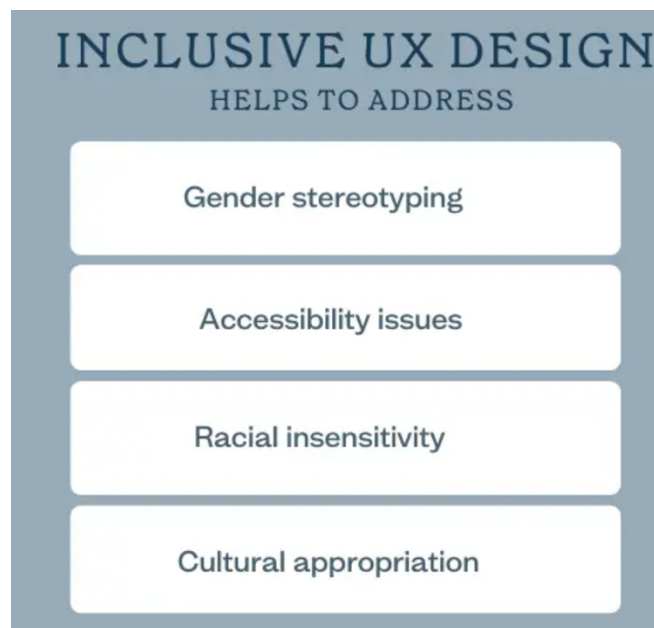 INCLUSIVE UX DESIGN
HELPS TO ADDRESS
Gender stereotyping
Accessibility issues
Racial insensitivity
Cultural appropriation